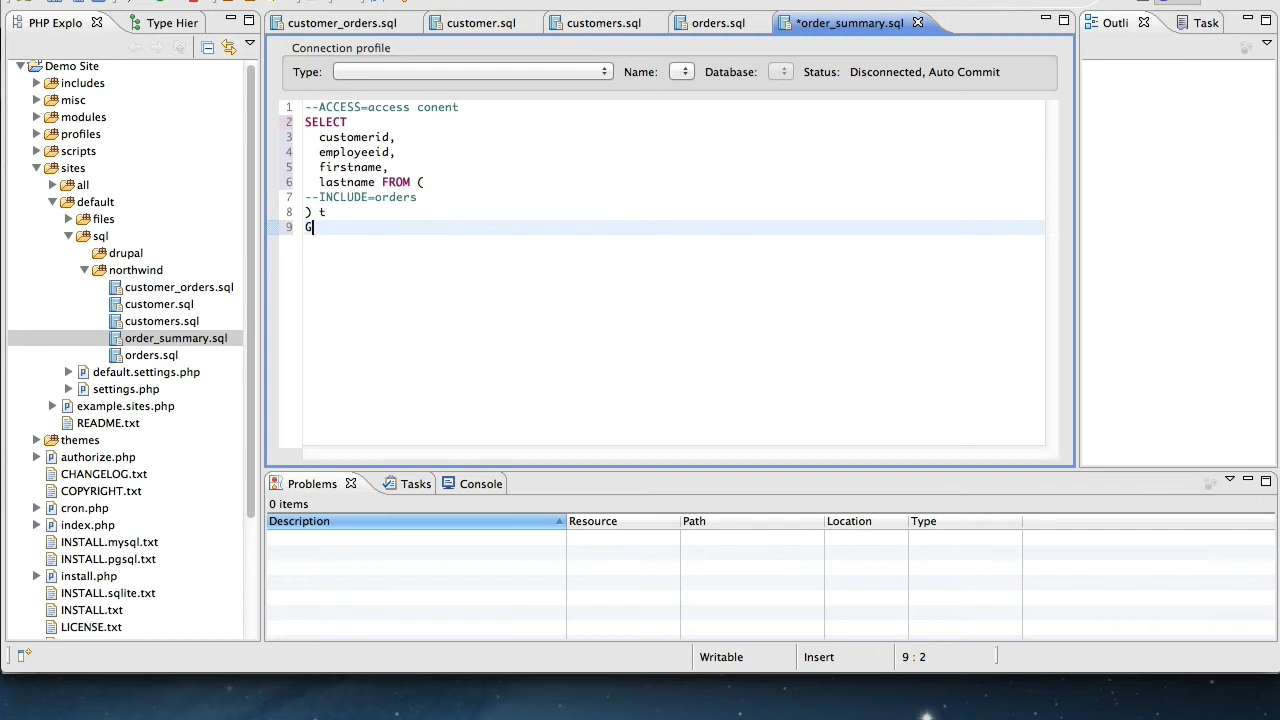 PHP Explo
Type Hier
customer_orders.sql
customer.sql
customers.sql
orders.sql
*order_summary.sql
Outli
Task
Connection profile
Type:
Name:
Database:
Status:
Disconnected, Auto Commit
Demo Site
includes
misc
modules
profiles
scripts
sites
all
default
files
sql
drupal
northwind
customer_orders.sql
customer.sql
customers.sql
order_summary.sql
orders.sql
default.settings.php
settings.php
example.sites.php
README.txt
themes
authorize.php
CHANGELOG.txt
COPYRIGHT.txt
cron.php
index.php
INSTALL.mysql.txt
INSTALL.pgsql.txt
install.php
INSTALL.sqlite.txt
INSTALL.txt
LICENSE.txt
1 --ACCESS=access conent
2 SELECT
3 customerid,
4 employeeid,
5 firstname,
6 lastname FROM (
7 --INCLUDE=orders
8 ) t
9 G
Problems
Tasks
Console
0 items
Description
Resource
Path
Location
Type
Writable
Insert
9 : 2